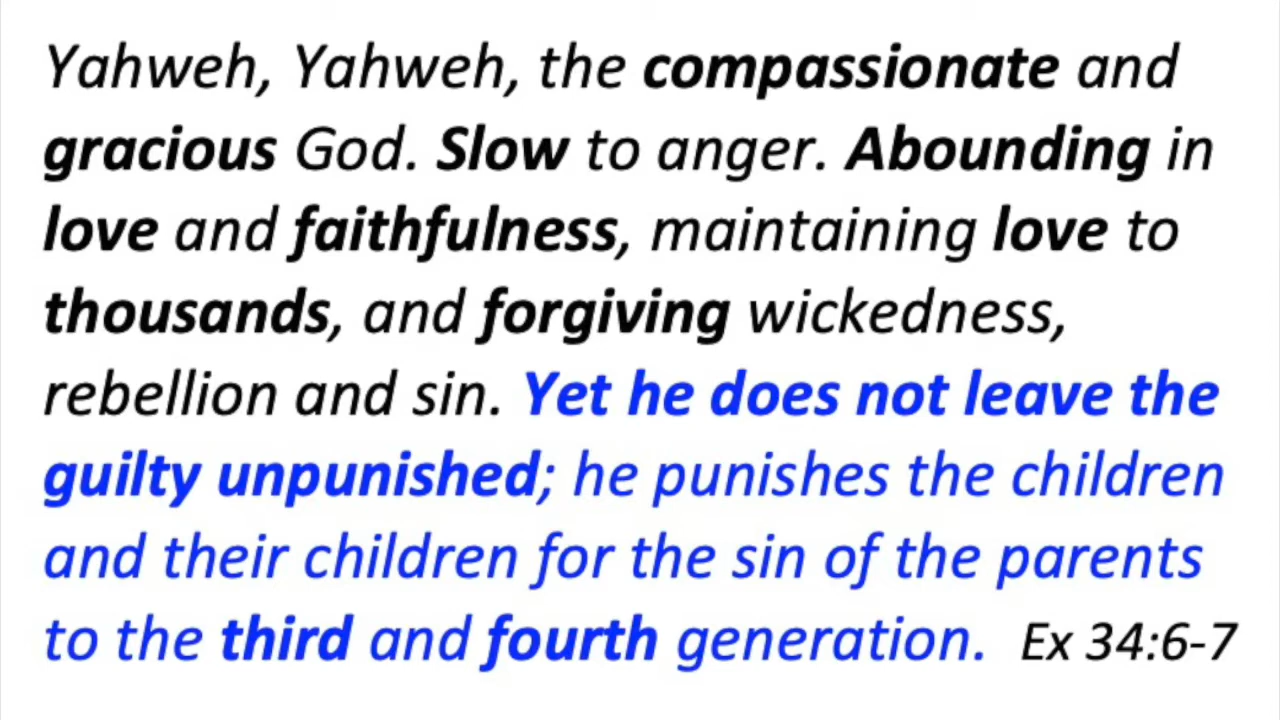 Yahweh, Yahweh, the compassionate and
gracious God. Slow to anger. Abounding in
love and faithfulness, maintaining love to
thousands, and forgiving wickedness,
rebellion and sin. Yet he does not leave the
guilty unpunished; he punishes the children
and their children for the sin of the parents
to the third and fourth generation. Ex 34:6-7